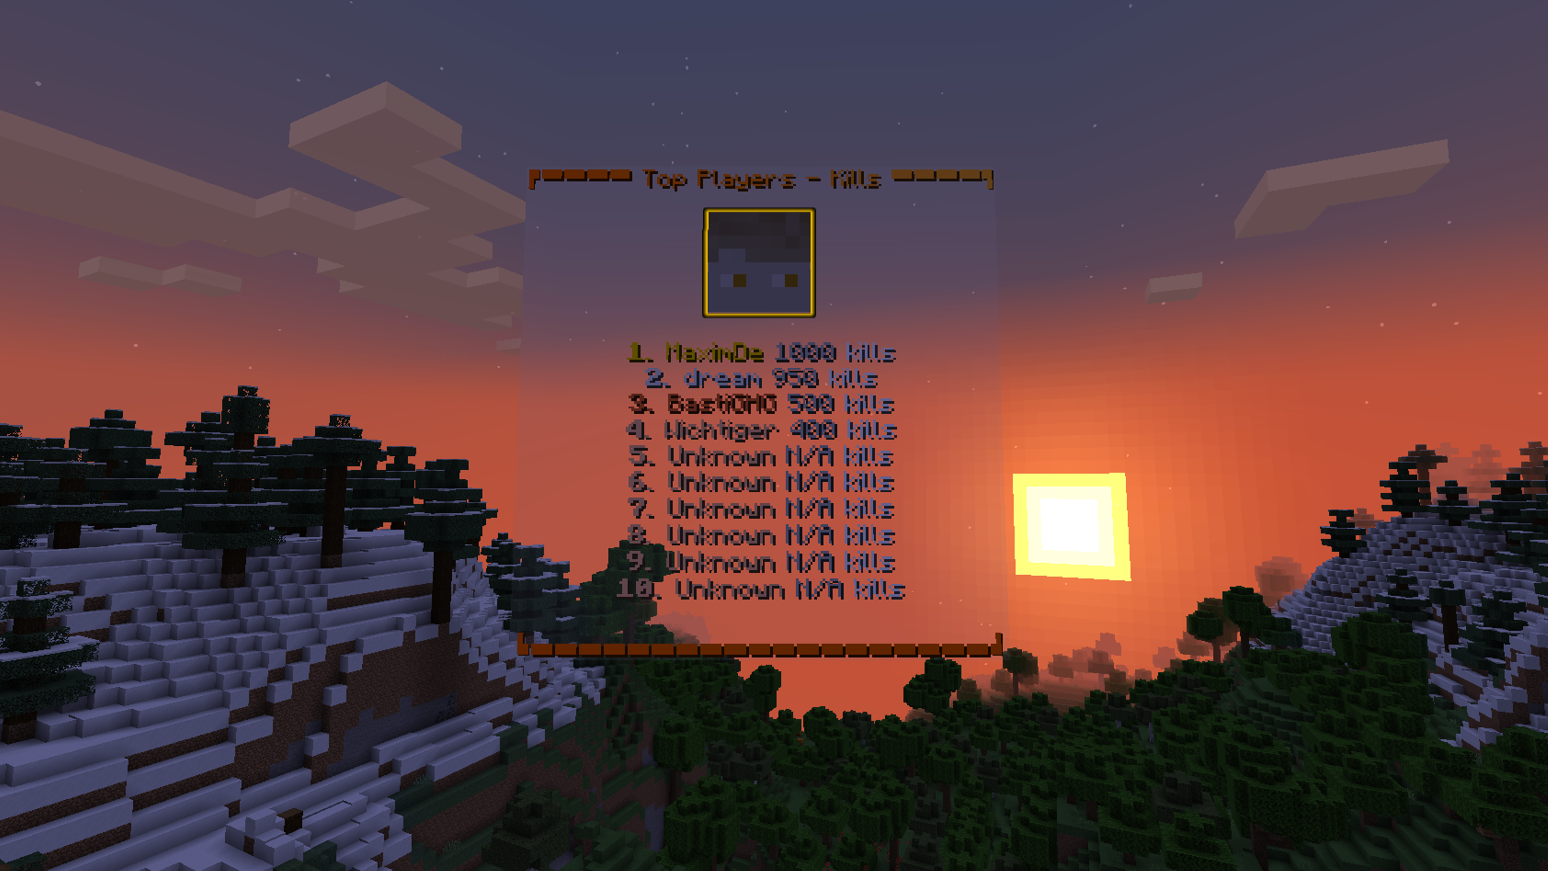 Top Players - Kills
1. MaximDe 1000 kills
2. dream 950 kills
3. BastiGHG 500 kills
4. Wichtiger 400 kills
5. Unknown N/A kills
6. Unknown N/A kills
7. Unknown N/A kills
8. Unknown N/A kills
9. Unknown N/A kills
10. Unknown N/A kills